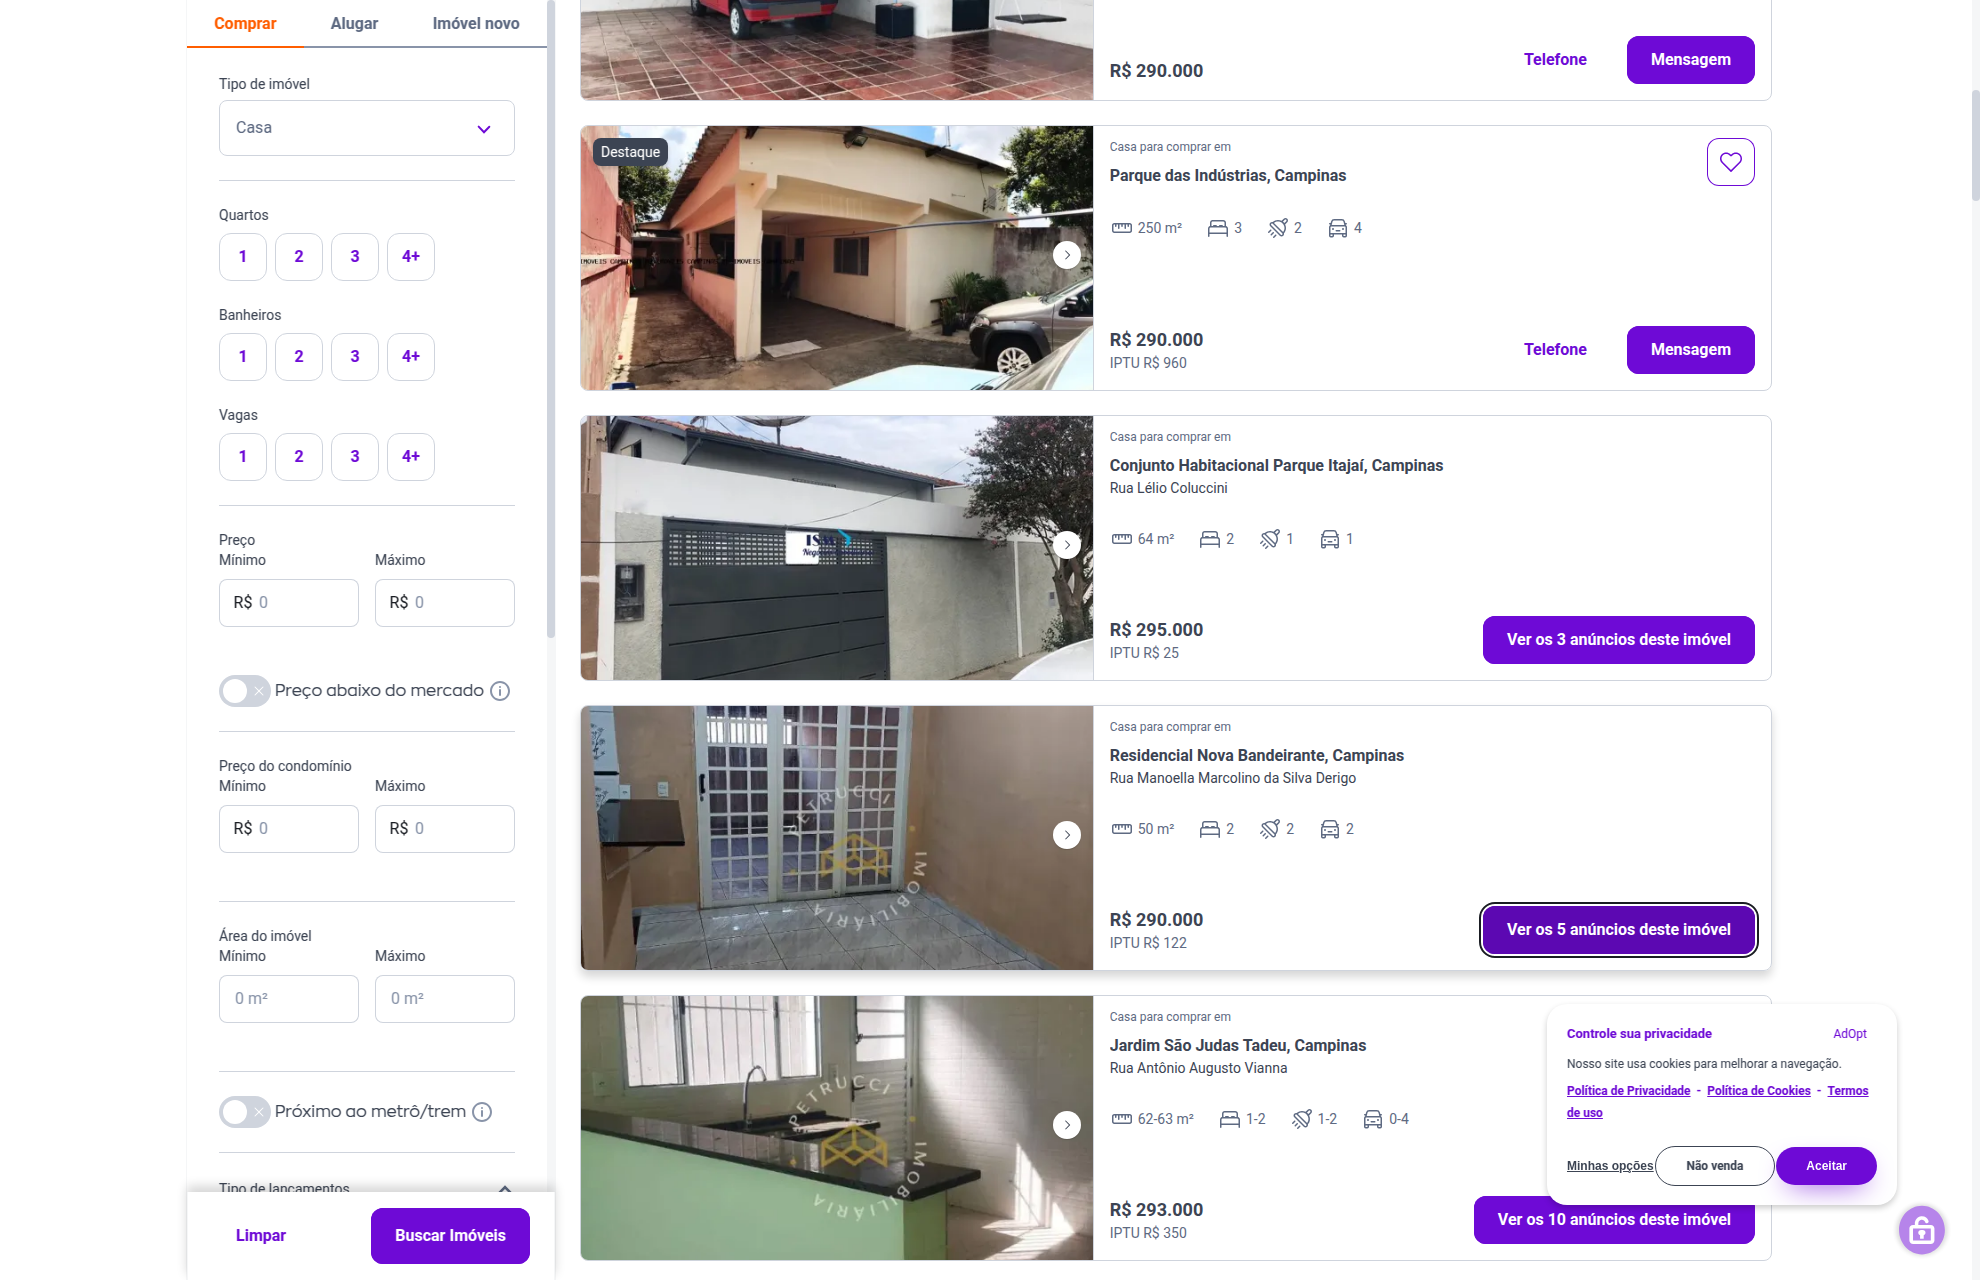 Comprar
Alugar
Imóvel novo
Tipo de imóvel
Casa
Quartos
1
2
3
4+
Banheiros
1
2
3
4+
Vagas
1
2
3
4+
Preço
Mínimo
Máximo
R$ 0
R$ 0
Preço abaixo do mercado
Preço do condomínio
Mínimo
Máximo
R$ 0
R$ 0
Área do imóvel
Mínimo
Máximo
0 m²
0 m²
Próximo ao metrô/trem
Tipo de lançamentos
Limpar
Buscar Imóveis
R$ 290.000
Telefone
Mensagem
Destaque
Casa para comprar em
Parque das Indústrias, Campinas
250 m²
3
2
4
R$ 290.000
IPTU R$ 960
Telefone
Mensagem
Casa para comprar em
Conjunto Habitacional Parque Itajaí, Campinas
Rua Lélio Coluccini
64 m²
2
1
1
R$ 295.000
IPTU R$ 25
Ver os 3 anúncios deste imóvel
PETRUCCI
IMOBILIÁRIA
Casa para comprar em
Residencial Nova Bandeirante, Campinas
Rua Manoella Marcolino da Silva Derigo
50 m²
2
2
2
R$ 290.000
IPTU R$ 122
Ver os 5 anúncios deste imóvel
PETRUCCI
IMOBILIÁRIA
Casa para comprar em
Jardim São Judas Tadeu, Campinas
Rua Antônio Augusto Vianna
62-63 m²
1-2
1-2
0-4
R$ 293.000
IPTU R$ 350
Ver os 10 anúncios deste imóvel
Controle sua privacidade
AdOpt
Nosso site usa cookies para melhorar a navegação.
Política de Privacidade - Política de Cookies - Termos
de uso
Minhas opções
Não venda
Aceitar